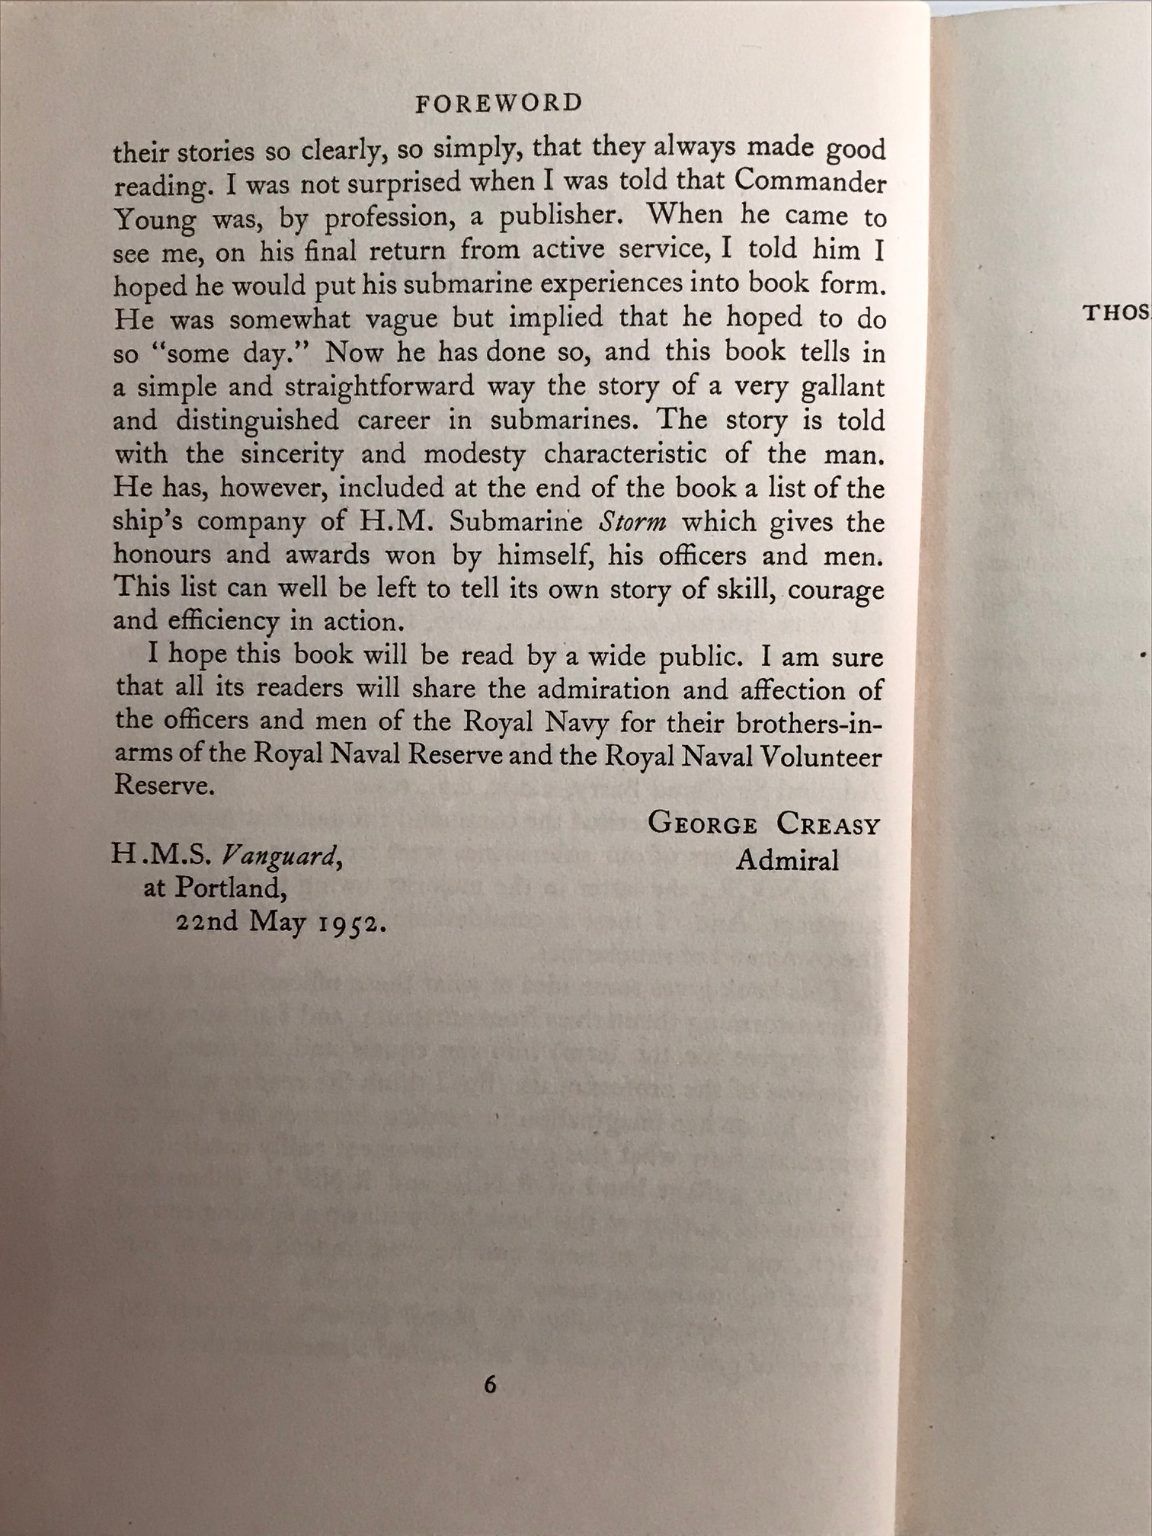 FOREWORD
their stories so clearly, so simply, that they always made good
reading. I was not surprised when I was told that Commander
Young was, by profession, a publisher. When he came to
see me, on his final return from active service, I told him I
hoped he would put his submarine experiences into book form.
He was somewhat vague but implied that he hoped to do
so “some day.” Now he has done so, and this book tells in
a simple and straightforward way the story of a very gallant
and distinguished career in submarines. The story is told
with the sincerity and modesty characteristic of the man.
He has, however, included at the end of the book a list of the
ship's company of H.M. Submarine Storm which gives the
honours and awards won by himself, his officers and men.
This list can well be left to tell its own story of skill, courage
and efficiency in action.
I hope this book will be read by a wide public. I am sure
that all its readers will share the admiration and affection of
the officers and men of the Royal Navy for their brothers-in-
arms of the Royal Naval Reserve and the Royal Naval Volunteer
Reserve.
GEORGE CREASY
Admiral
H.M.S. Vanguard,
at Portland,
22nd May 1952.
6